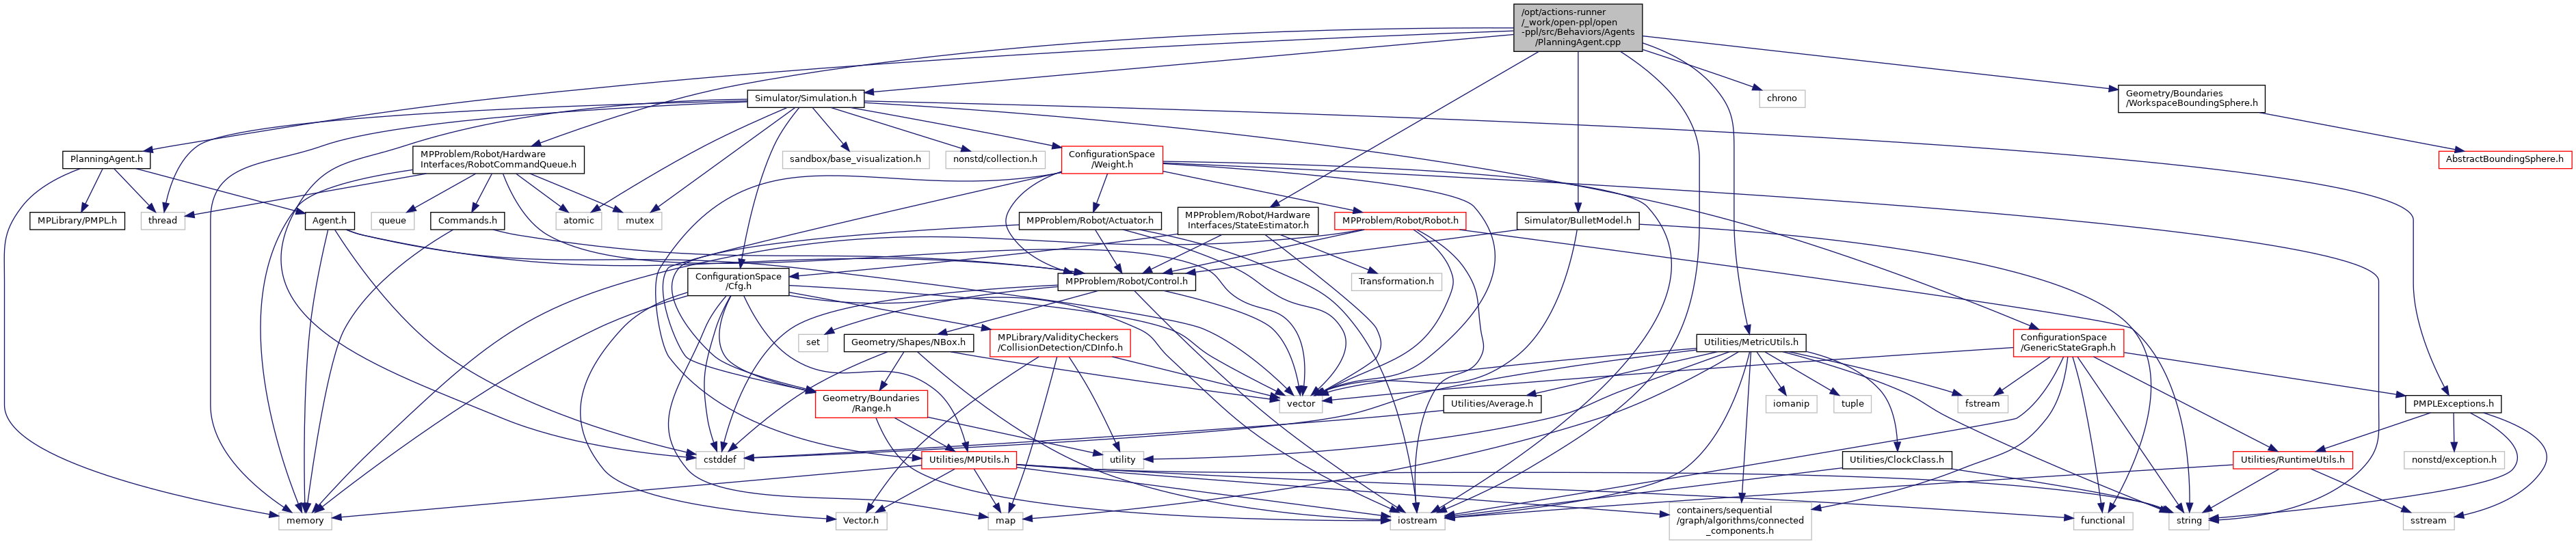 /opt/actions-runner
/_work/open-ppl/open
-ppl/src/Behaviors/Agents
/PlanningAgent.cpp
Simulator/Simulation.h
chrono
Geometry/Boundaries
/WorkspaceBoundingSphere.h
PlanningAgent.h
MPProblem/Robot/Hardware
Interfaces/RobotCommandQueue.h
sandbox/base_visualization.h
nonstd/collection.h
ConfigurationSpace
/Weight.h
AbstractBoundingSphere.h
MPLibrary/PMPL.h
thread
Agent.h
queue
Commands.h
atomic
mutex
MPProblem/Robot/Actuator.h
MPProblem/Robot/Hardware
Interfaces/StateEstimator.h
MPProblem/Robot/Robot.h
Simulator/BulletModel.h
ConfigurationSpace
/Cfg.h
MPProblem/Robot/Control.h
Transformation.h
set
Geometry/Shapes/NBox.h
MPLibrary/ValidityCheckers
/CollisionDetection/CDInfo.h
Utilities/MetricUtils.h
ConfigurationSpace
/GenericStateGraph.h
Geometry/Boundaries
/Range.h
vector
Utilities/Average.h
iomanip
tuple
fstream
PMPLExceptions.h
cstddef
Utilities/MPUtils.h
utility
Utilities/ClockClass.h
Utilities/RuntimeUtils.h
nonstd/exception.h
memory
Vector.h
map
iostream
containers/sequential
/graph/algorithms/connected
_components.h
functional
string
sstream